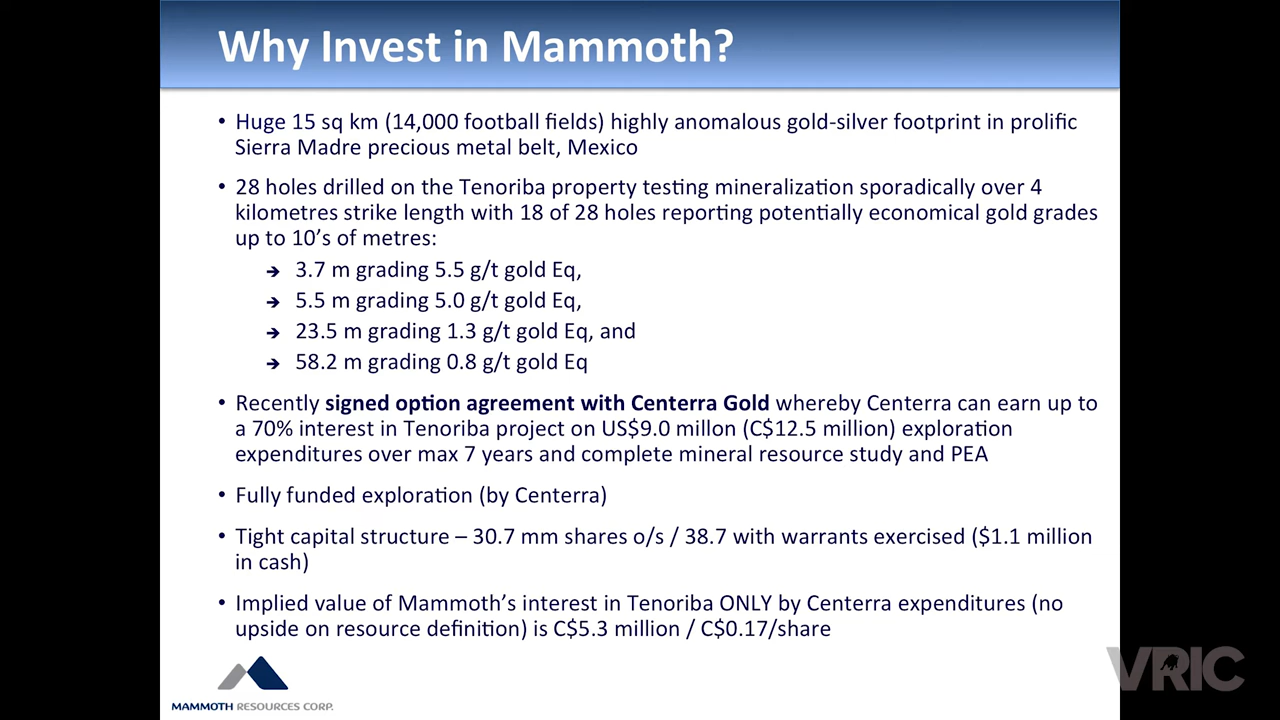 Why Invest in Mammoth?
• Huge 15 sq km (14,000 football fields) highly anomalous gold-silver footprint in prolific
Sierra Madre precious metal belt, Mexico
• 28 holes drilled on the Tenoriba property testing mineralization sporadically over 4
kilometres strike length with 18 of 28 holes reporting potentially economical gold grades
up to 10's of metres:
➔ 3.7 m grading 5.5 g/t gold Eq,
➔ 5.5 m grading 5.0 g/t gold Eq,
➔ 23.5 m grading 1.3 g/t gold Eq, and
➔ 58.2 m grading 0.8 g/t gold Eq
• Recently signed option agreement with Centerra Gold whereby Centerra can earn up to
a 70% interest in Tenoriba project on US$9.0 millon (C$12.5 million) exploration
expenditures over max 7 years and complete mineral resource study and PEA
• Fully funded exploration (by Centerra)
• Tight capital structure – 30.7 mm shares o/s / 38.7 with warrants exercised ($1.1 million
in cash)
• Implied value of Mammoth's interest in Tenoriba ONLY by Centerra expenditures (no
upside on resource definition) is C$5.3 million / C$0.17/share
MAMMOTH RESOURCES CORP.
VRIC